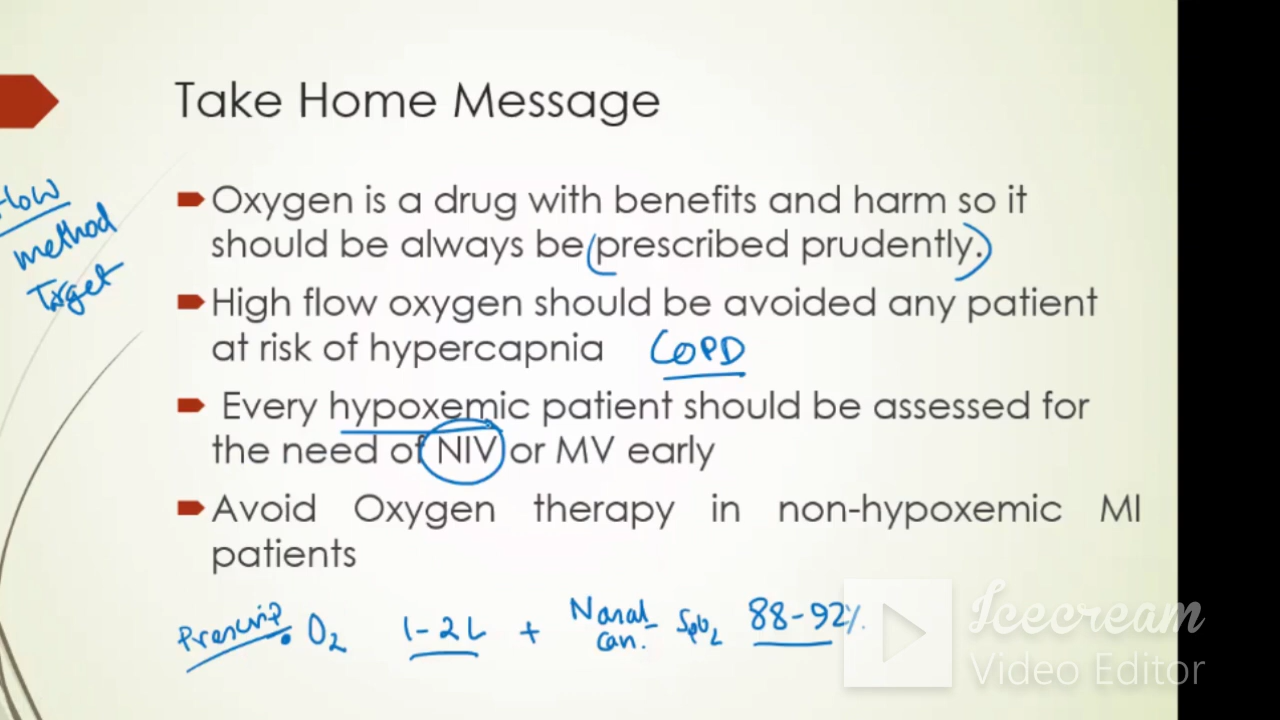 Take Home Message
Flow
method
Target
Oxygen is a drug with benefits and harm so it
should be always be (prescribed prudently.)
High flow oxygen should be avoided any patient
at risk of hypercapnia COPD
Every hypoxemic patient should be assessed for
the need of NIV or MV early
Avoid Oxygen therapy in non-hypoxemic MI
patients
Prescrip. O2 1-2L + Nasal can. SpO2 88-92%.
Icecream
Video Editor